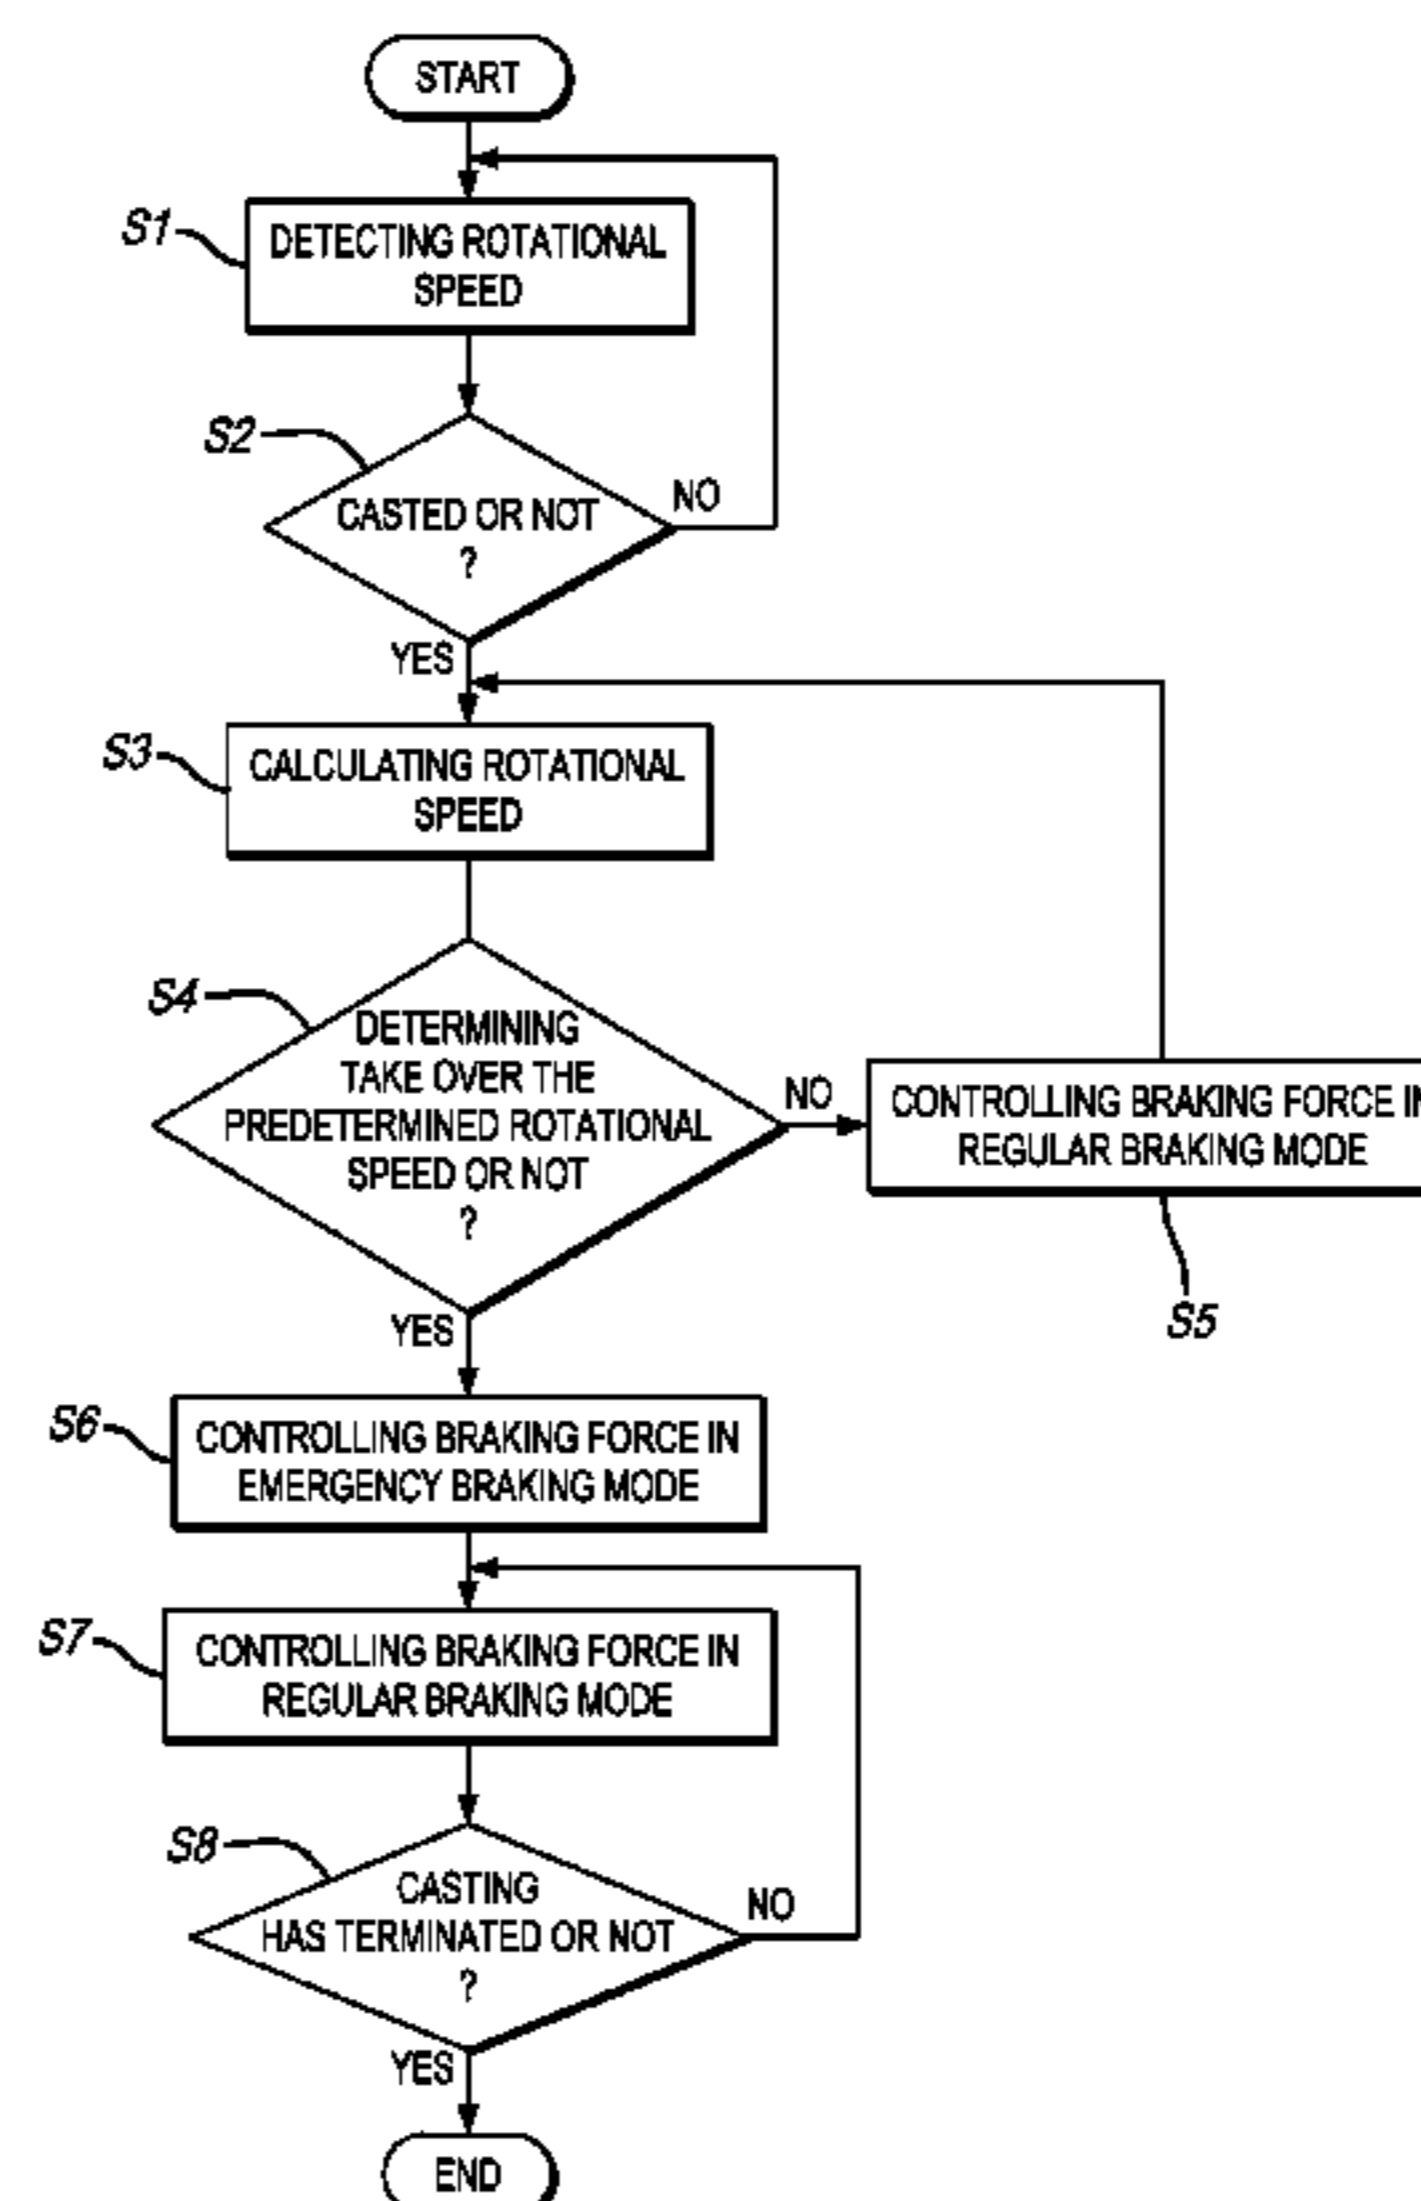 START
S1
DETECTING ROTATIONAL
SPEED
S2
CASTED OR NOT
?
NO
YES
S3
CALCULATING ROTATIONAL
SPEED
S4
DETERMINING
TAKE OVER THE
PREDETERMINED ROTATIONAL
SPEED OR NOT
?
NO
CONTROLLING BRAKING FORCE IN
REGULAR BRAKING MODE
S5
YES
S6
CONTROLLING BRAKING FORCE IN
EMERGENCY BRAKING MODE
S7
CONTROLLING BRAKING FORCE IN
REGULAR BRAKING MODE
S8
CASTING
HAS TERMINATED OR NOT
?
NO
YES
END